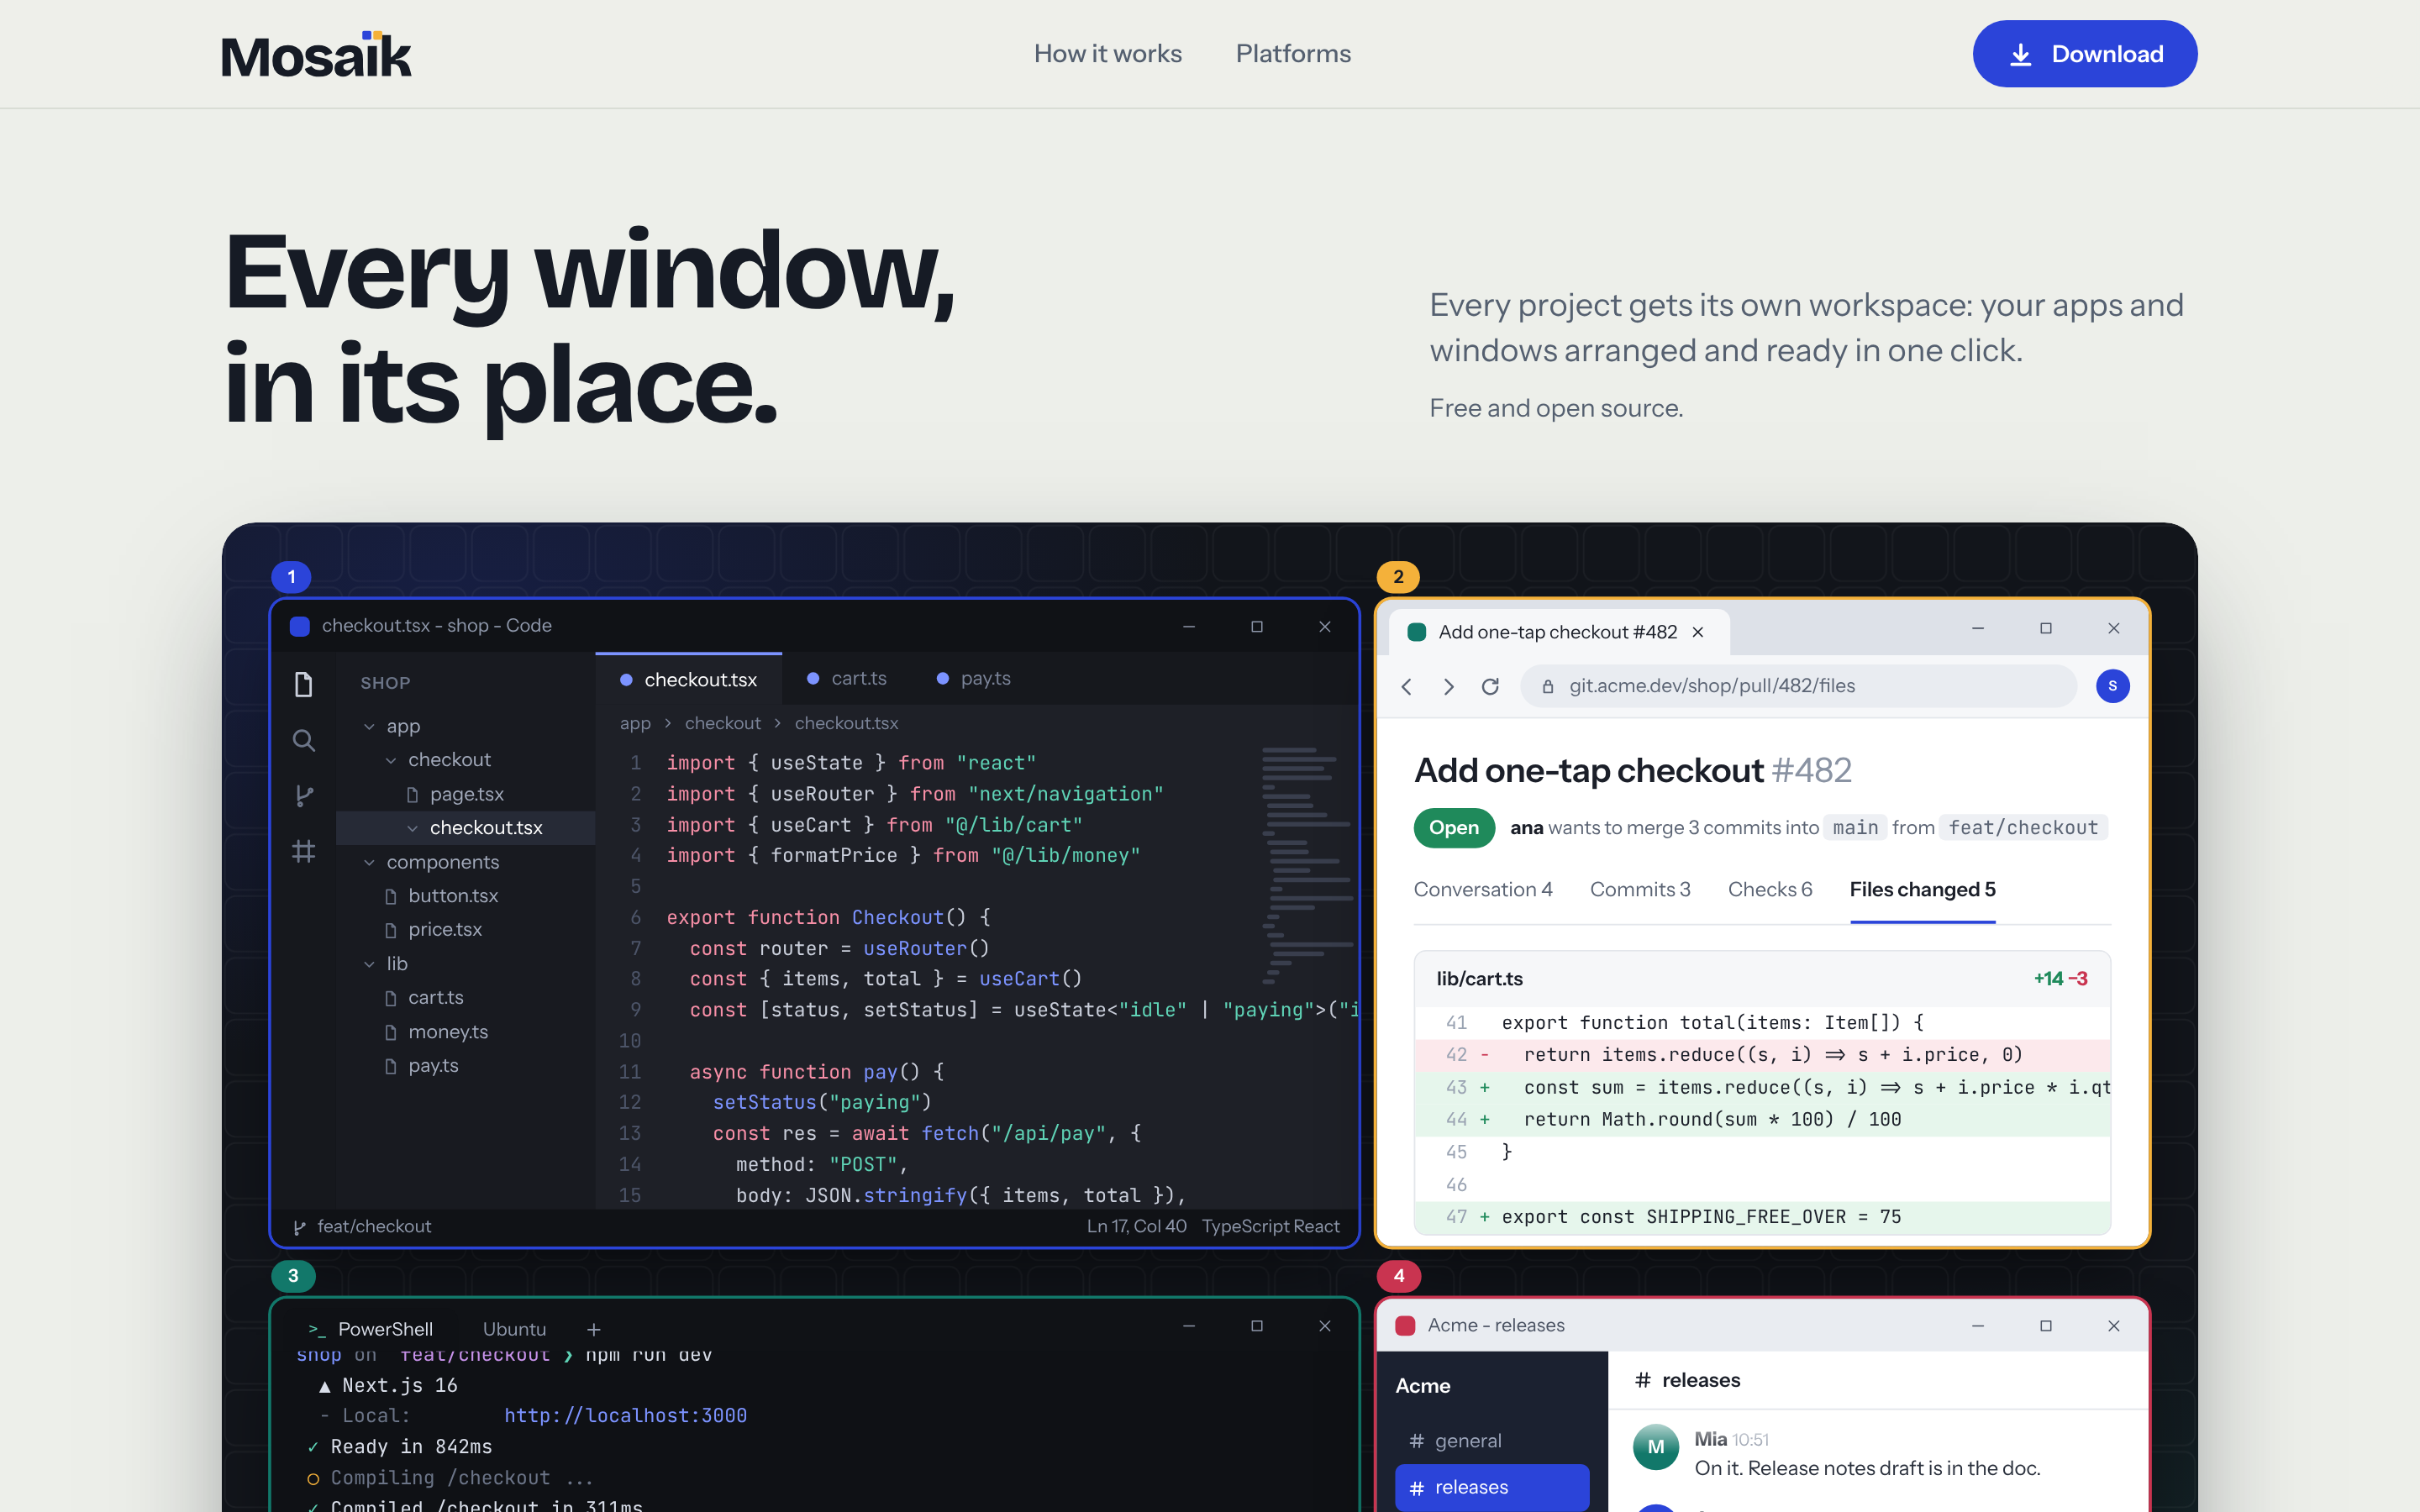 Mosaik
How it works
Platforms
Download
Every window,
in its place.
Every project gets its own workspace: your apps and
windows arranged and ready in one click.
Free and open source.
1
checkout.tsx - shop - Code
SHOP
app
checkout
page.tsx
checkout.tsx
components
button.tsx
price.tsx
lib
cart.ts
money.ts
pay.ts
checkout.tsx
cart.ts
pay.ts
app > checkout > checkout.tsx
1 import { useState } from "react"
2 import { useRouter } from "next/navigation"
3 import { useCart } from "@/lib/cart"
4 import { formatPrice } from "@/lib/money"
5
6 export function Checkout() {
7 const router = useRouter()
8 const { items, total } = useCart()
9 const [status, setStatus] = useState<"idle" | "paying">("i
10
11 async function pay() {
12 setStatus("paying")
13 const res = await fetch("/api/pay", {
14 method: "POST",
15 body: JSON.stringify({ items, total }),
feat/checkout
Ln 17, Col 40 TypeScript React
2
Add one-tap checkout #482
git.acme.dev/shop/pull/482/files
S
Add one-tap checkout #482
Open ana wants to merge 3 commits into main from feat/checkout
Conversation 4 Commits 3 Checks 6 Files changed 5
lib/cart.ts +14 −3
41 export function total(items: Item[]) {
42 - return items.reduce((s, i) => s + i.price, 0)
43 + const sum = items.reduce((s, i) => s + i.price * i.qt
44 + return Math.round(sum * 100) / 100
45 }
46
47 + export const SHIPPING_FREE_OVER = 75
3
>_ PowerShell Ubuntu +
shop on feat/checkout ❯ npm run dev
▲ Next.js 16
- Local: http://localhost:3000
✓ Ready in 842ms
○ Compiling /checkout ...
✓ Compiled /checkout in 311ms
4
Acme - releases
Acme
# general
# releases
# releases
M
Mia 10:51
On it. Release notes draft is in the doc.